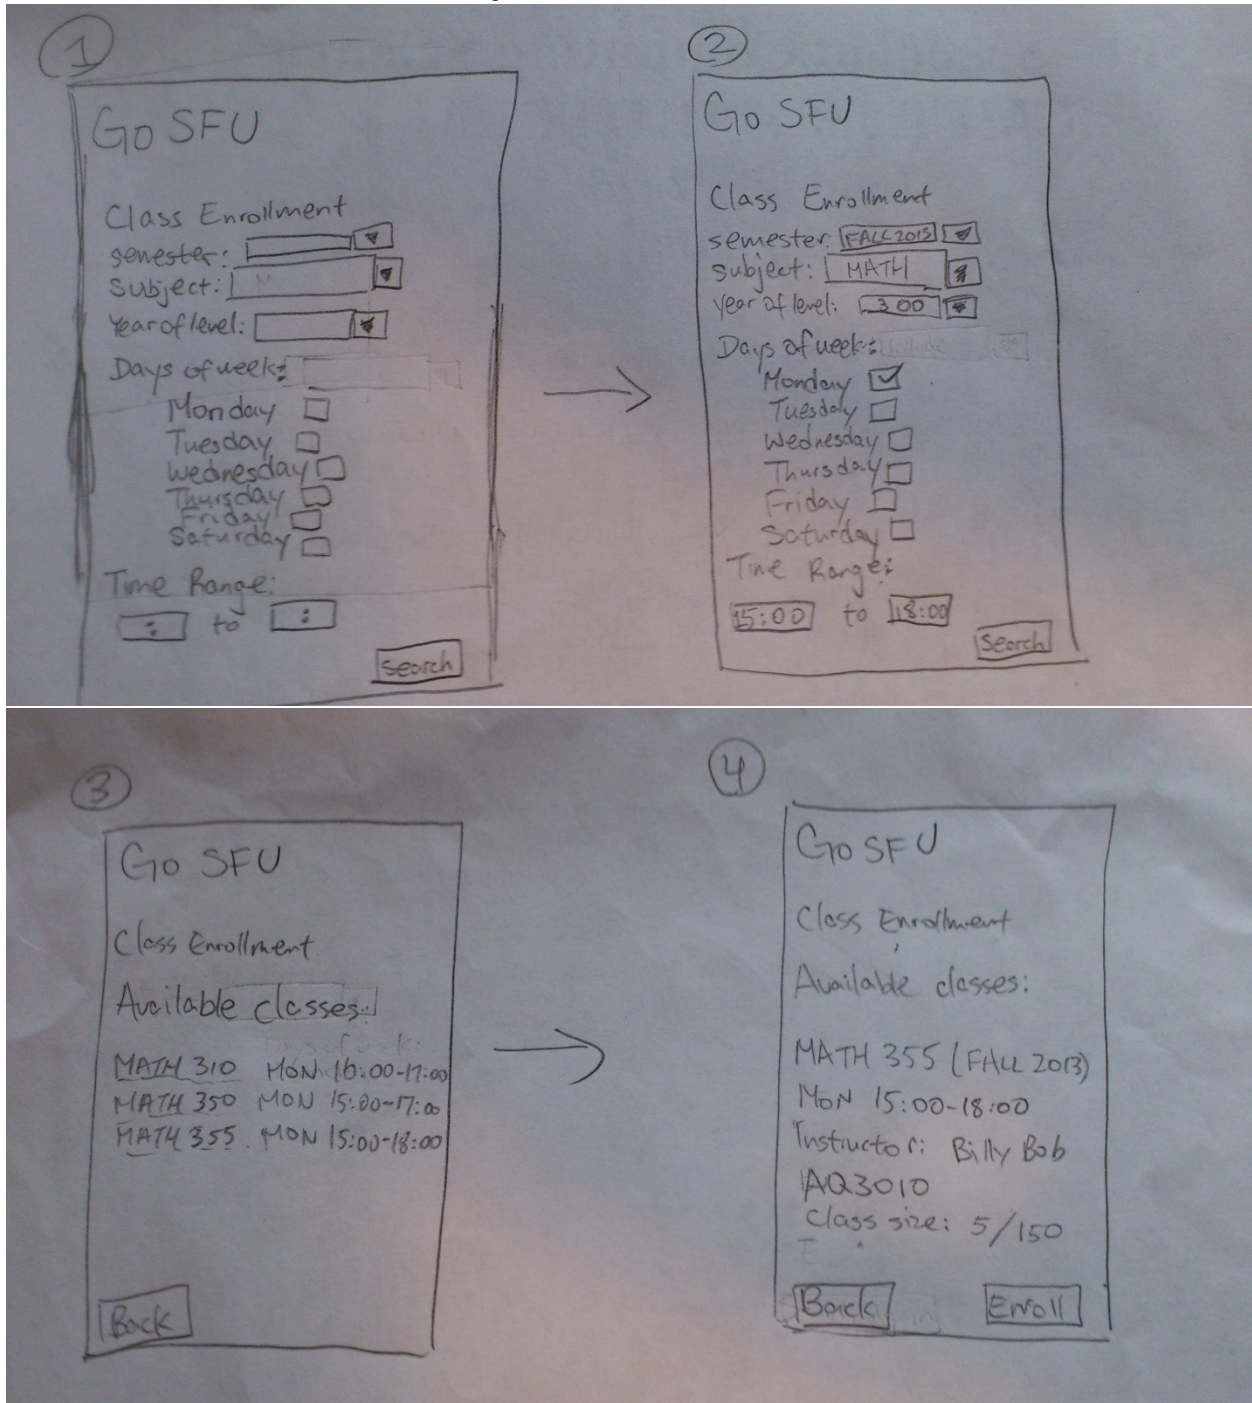 1
Go SFU
Class Enrollment
semester:
Subject:
Year of level:
Days of week:
Monday
Tuesday
Wednesday
Thursday
Friday
Saturday
Time Range:
: to :
search
2
Go SFU
Class Enrollment
semester: FALL 2013
subject: MATH
Year of level: 300
Days of week:
Monday
Tuesday
Wednesday
Thursday
Friday
Saturday
Time Range:
15:00 to 18:00
Search
3
Go SFU
Class Enrollment
Available classes:
MATH 310 MON 16:00-17:00
MATH 350 MON 15:00-17:00
MATH 355 MON 15:00-18:00
Back
4
Go SFU
Class Enrollment
Available classes:
MATH 355 (FALL 2013)
MON 15:00-18:00
Instructor: Billy Bob
AQ3010
Class size: 5/150
Back Enroll